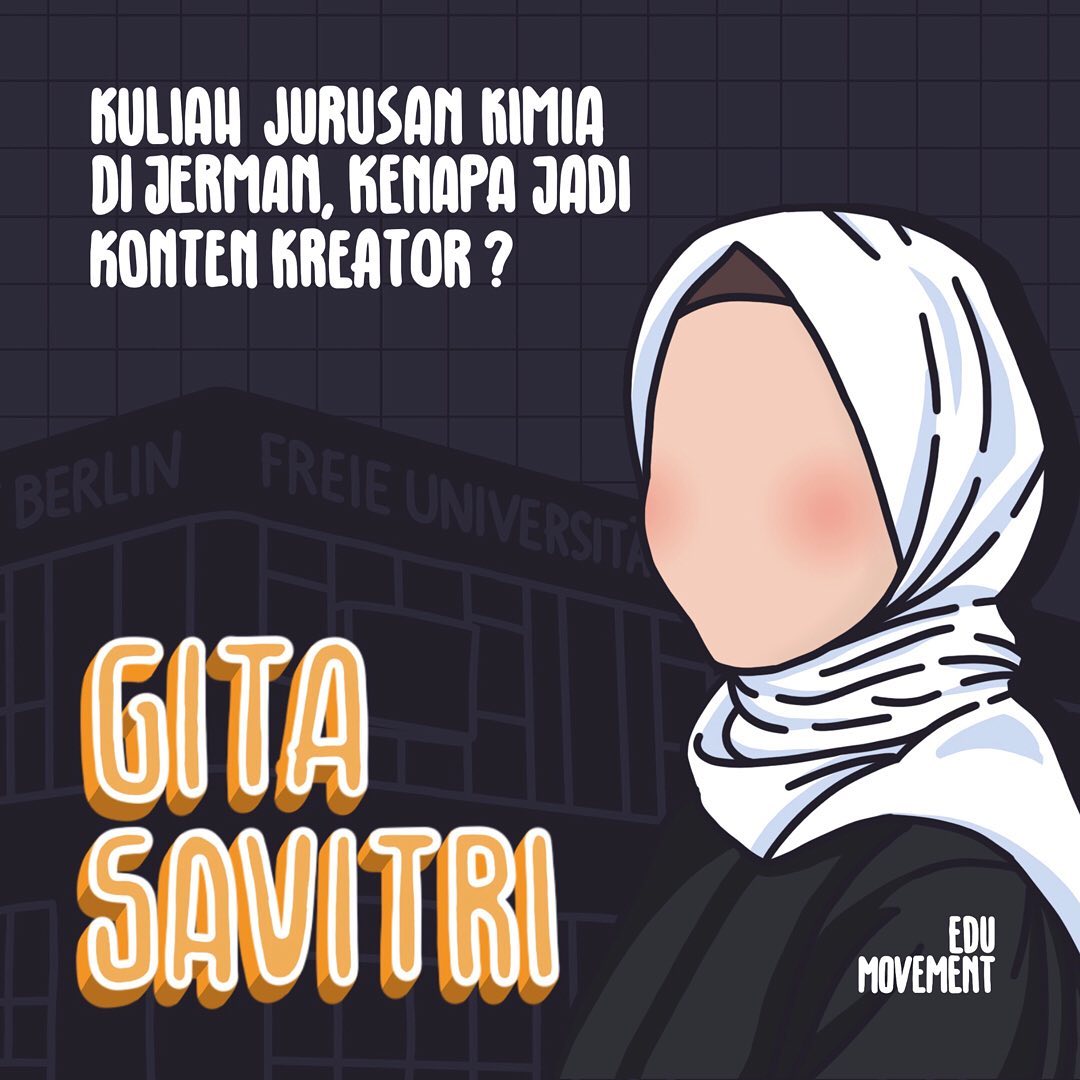 KULIAH JURUSAN KIMIA
DI JERMAN, KENAPA JADI
KONTEN KREATOR ?
BERLIN FREIE UNIVERSITÄ
GITA
SAVITRI
EDU
MOVEMENT